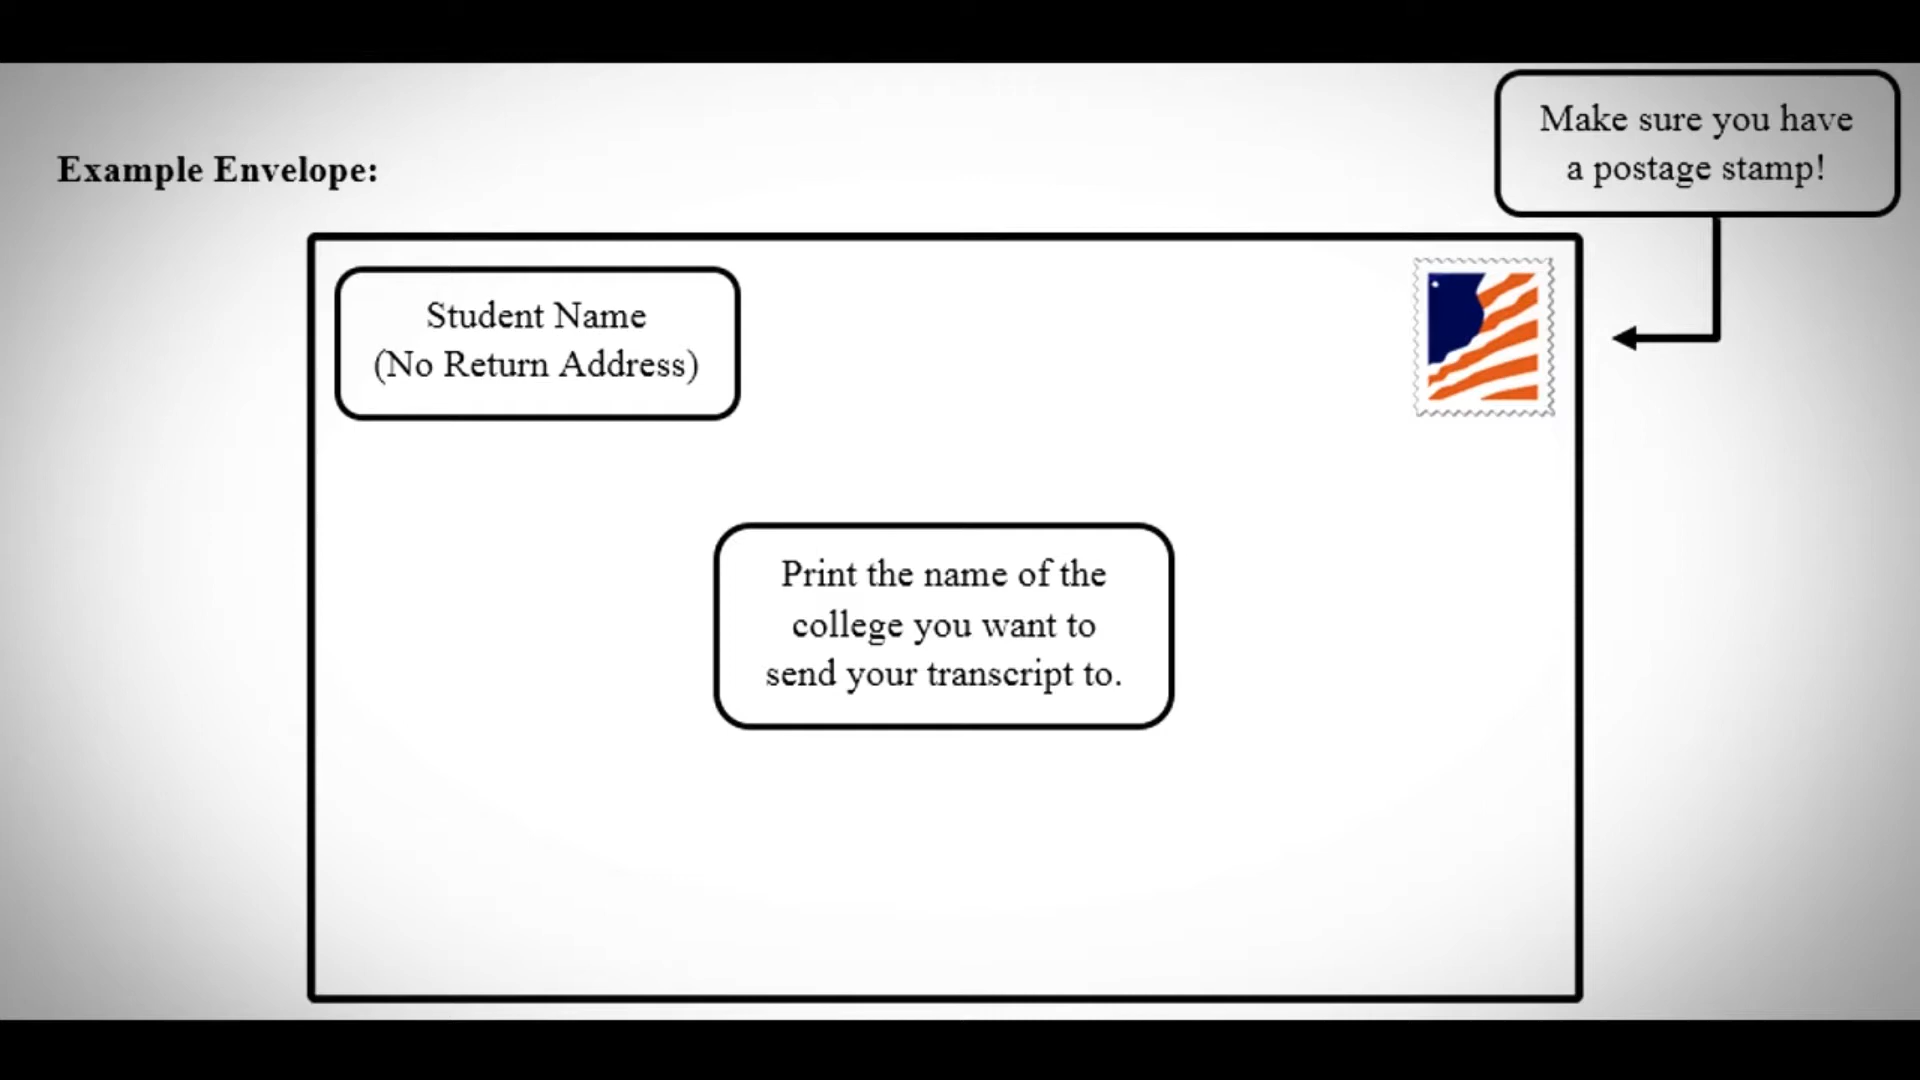 Make sure you have
a postage stamp!
Example Envelope:
Student Name
(No Return Address)
Print the name of the
college you want to
send your transcript to.